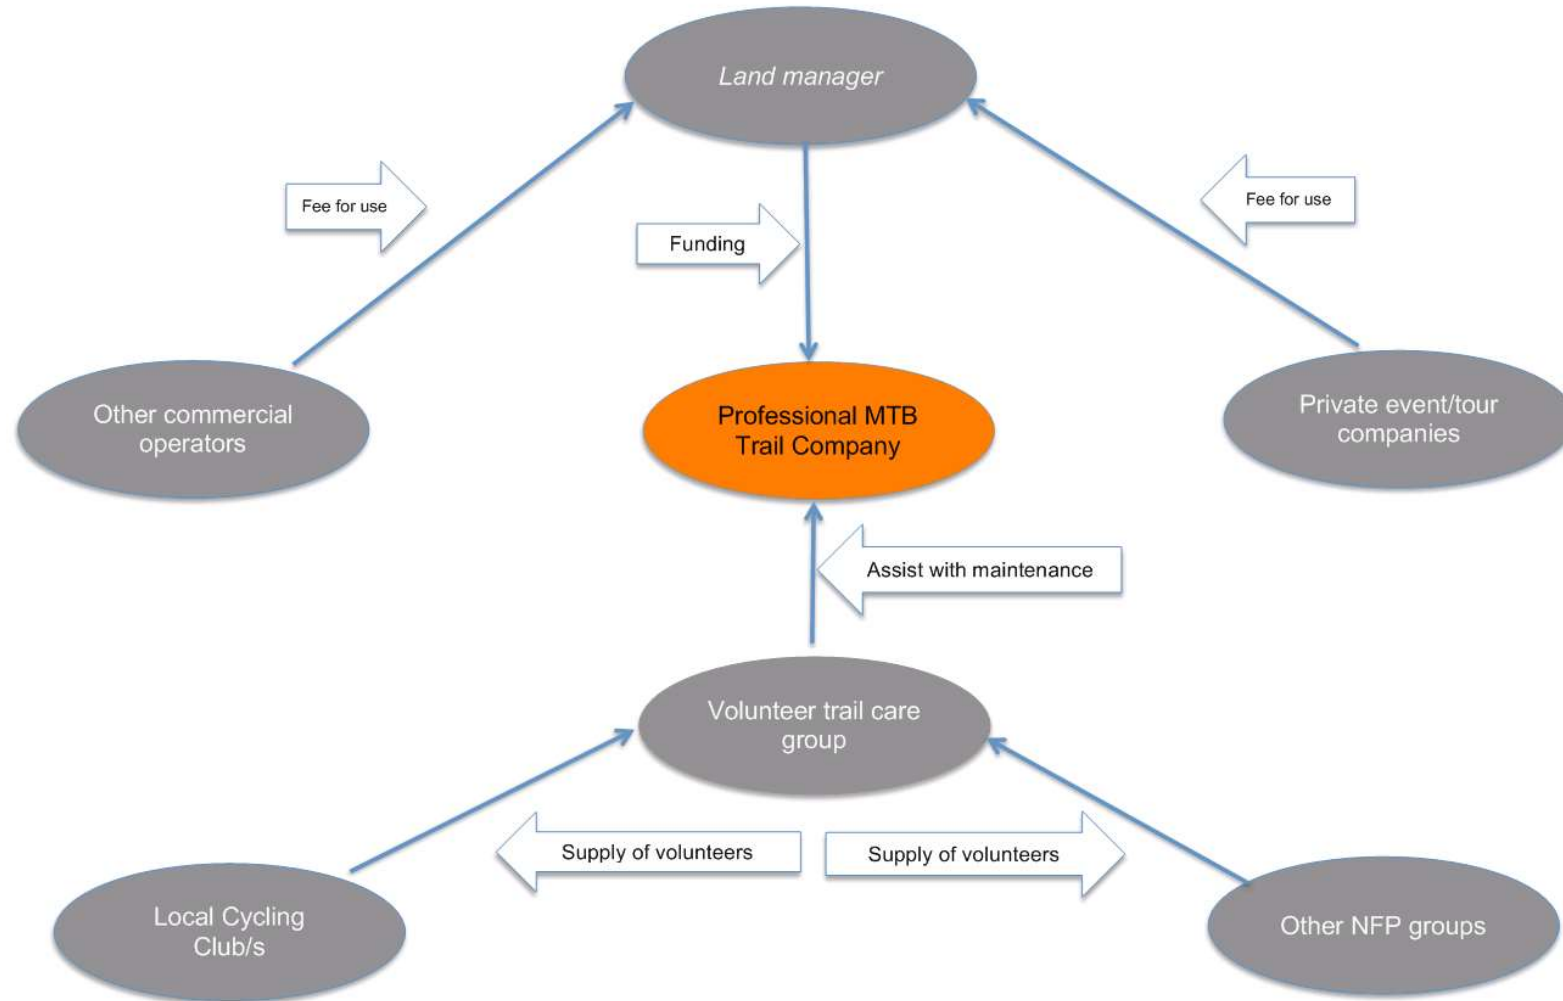 Land manager
Fee for use
Fee for use
Funding
Other commercial
operators
Professional MTB
Trail Company
Private event/tour
companies
Assist with maintenance
Volunteer trail care
group
Supply of volunteers
Supply of volunteers
Local Cycling
Club/s
Other NFP groups